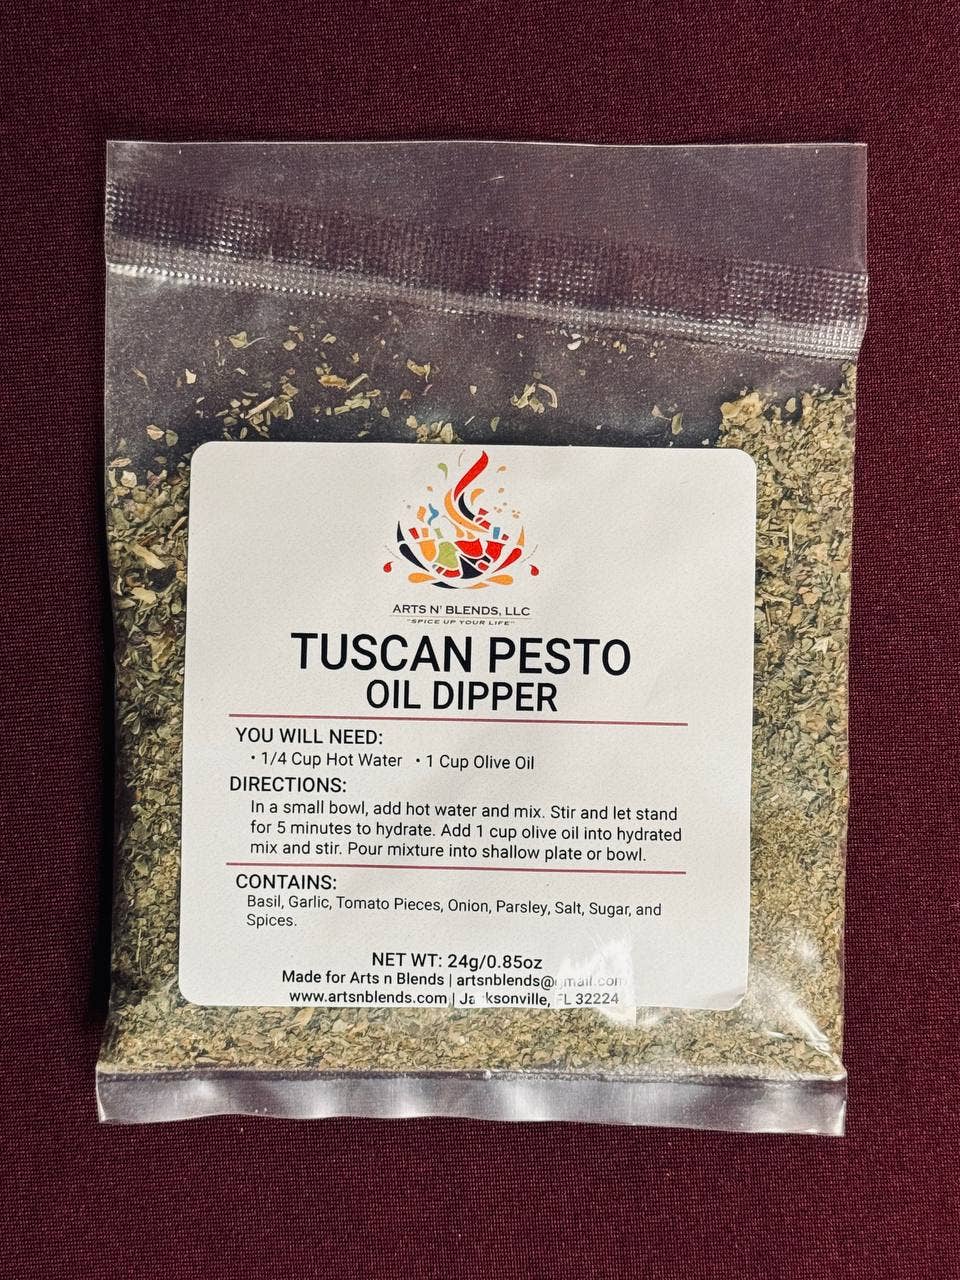 ARTS N' BLENDS, LLC
"SPICE UP YOUR LIFE"
TUSCAN PESTO
OIL DIPPER
YOU WILL NEED:
• 1/4 Cup Hot Water • 1 Cup Olive Oil
DIRECTIONS:
In a small bowl, add hot water and mix. Stir and let stand
for 5 minutes to hydrate. Add 1 cup olive oil into hydrated
mix and stir. Pour mixture into shallow plate or bowl.
CONTAINS:
Basil, Garlic, Tomato Pieces, Onion, Parsley, Salt, Sugar, and
Spices.
NET WT: 24g/0.85oz
Made for Arts n Blends | artsnblends@gmail.com
www.artsnblends.com | Jacksonville, FL 32224